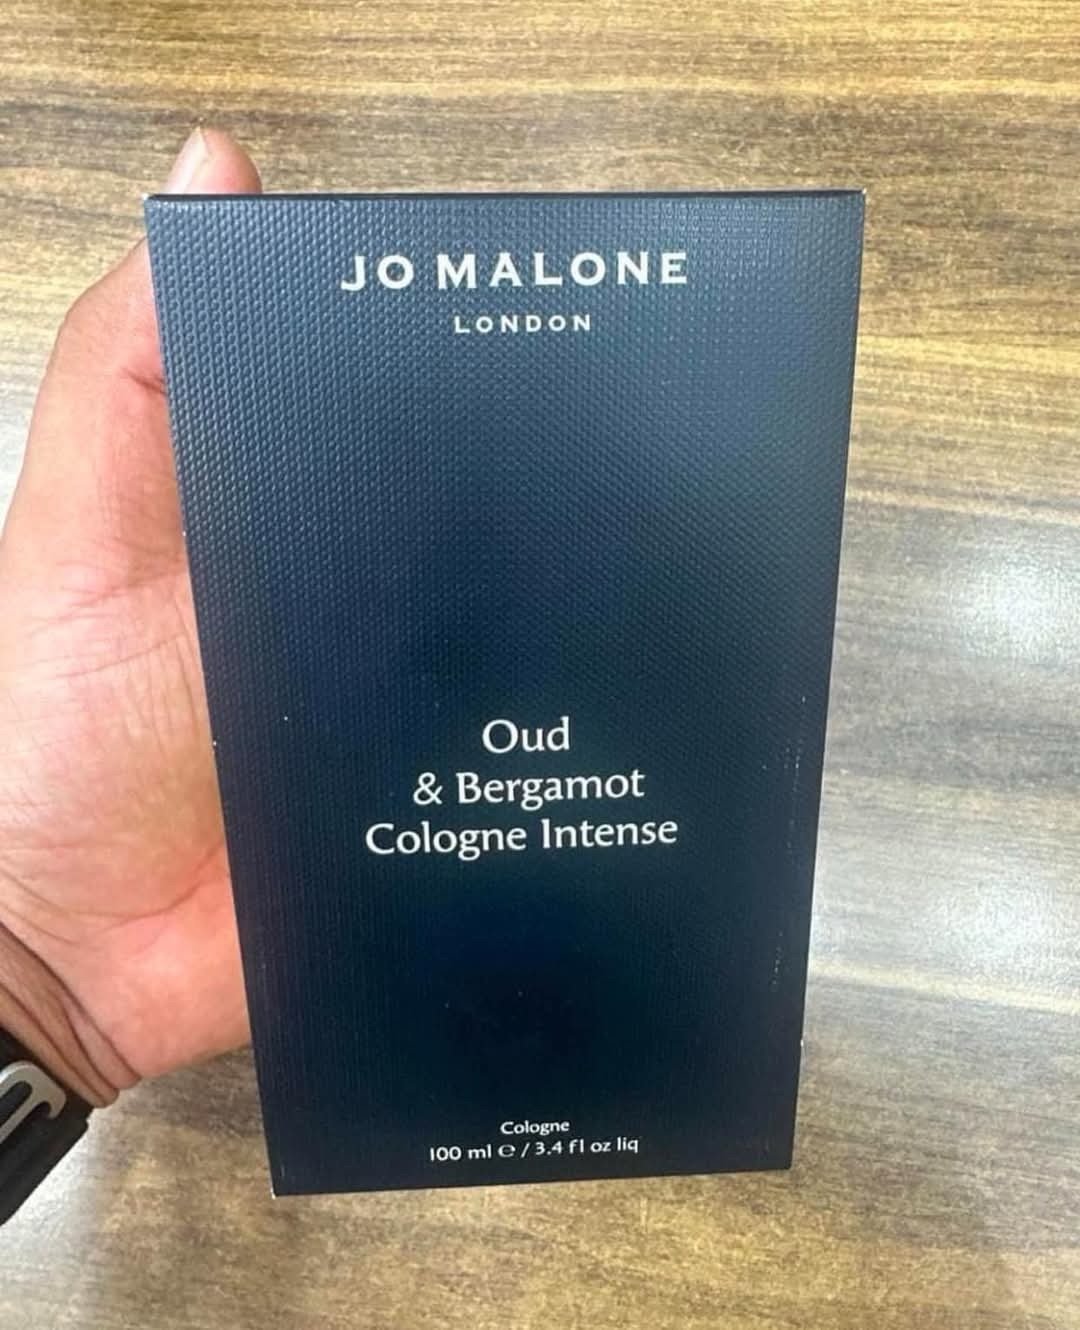 JO MALONE
LONDON
Oud
& Bergamot
Cologne Intense
Cologne
100 ml ℮ / 3.4 fl oz liq